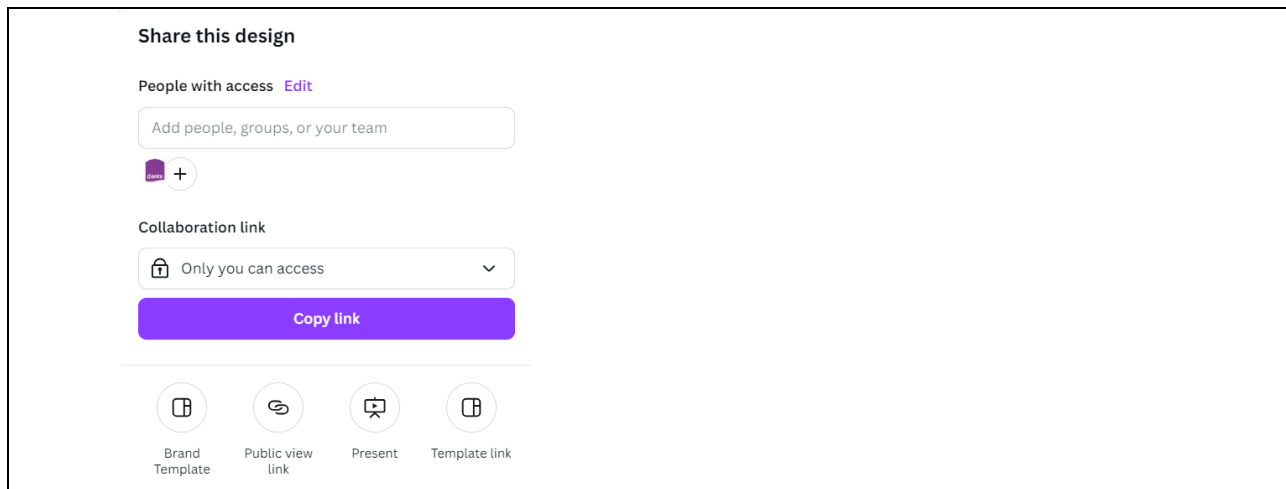 Share this design
People with access Edit
Add people, groups, or your team
Collaboration link
Only you can access
Copy link
Brand
Template
Public view
link
Present
Template link